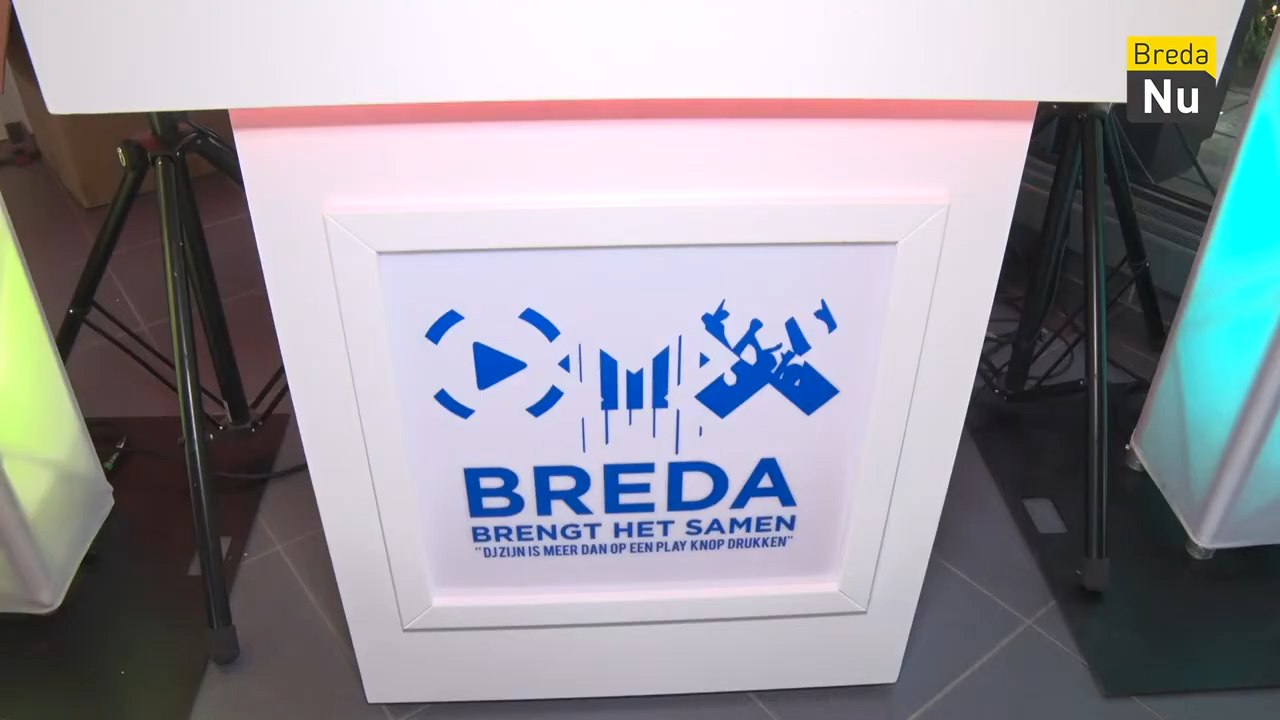 Breda
Nu
BREDA
BRENGT HET SAMEN
"DJ ZIJN IS MEER DAN OP EEN PLAY KNOP DRUKKEN"